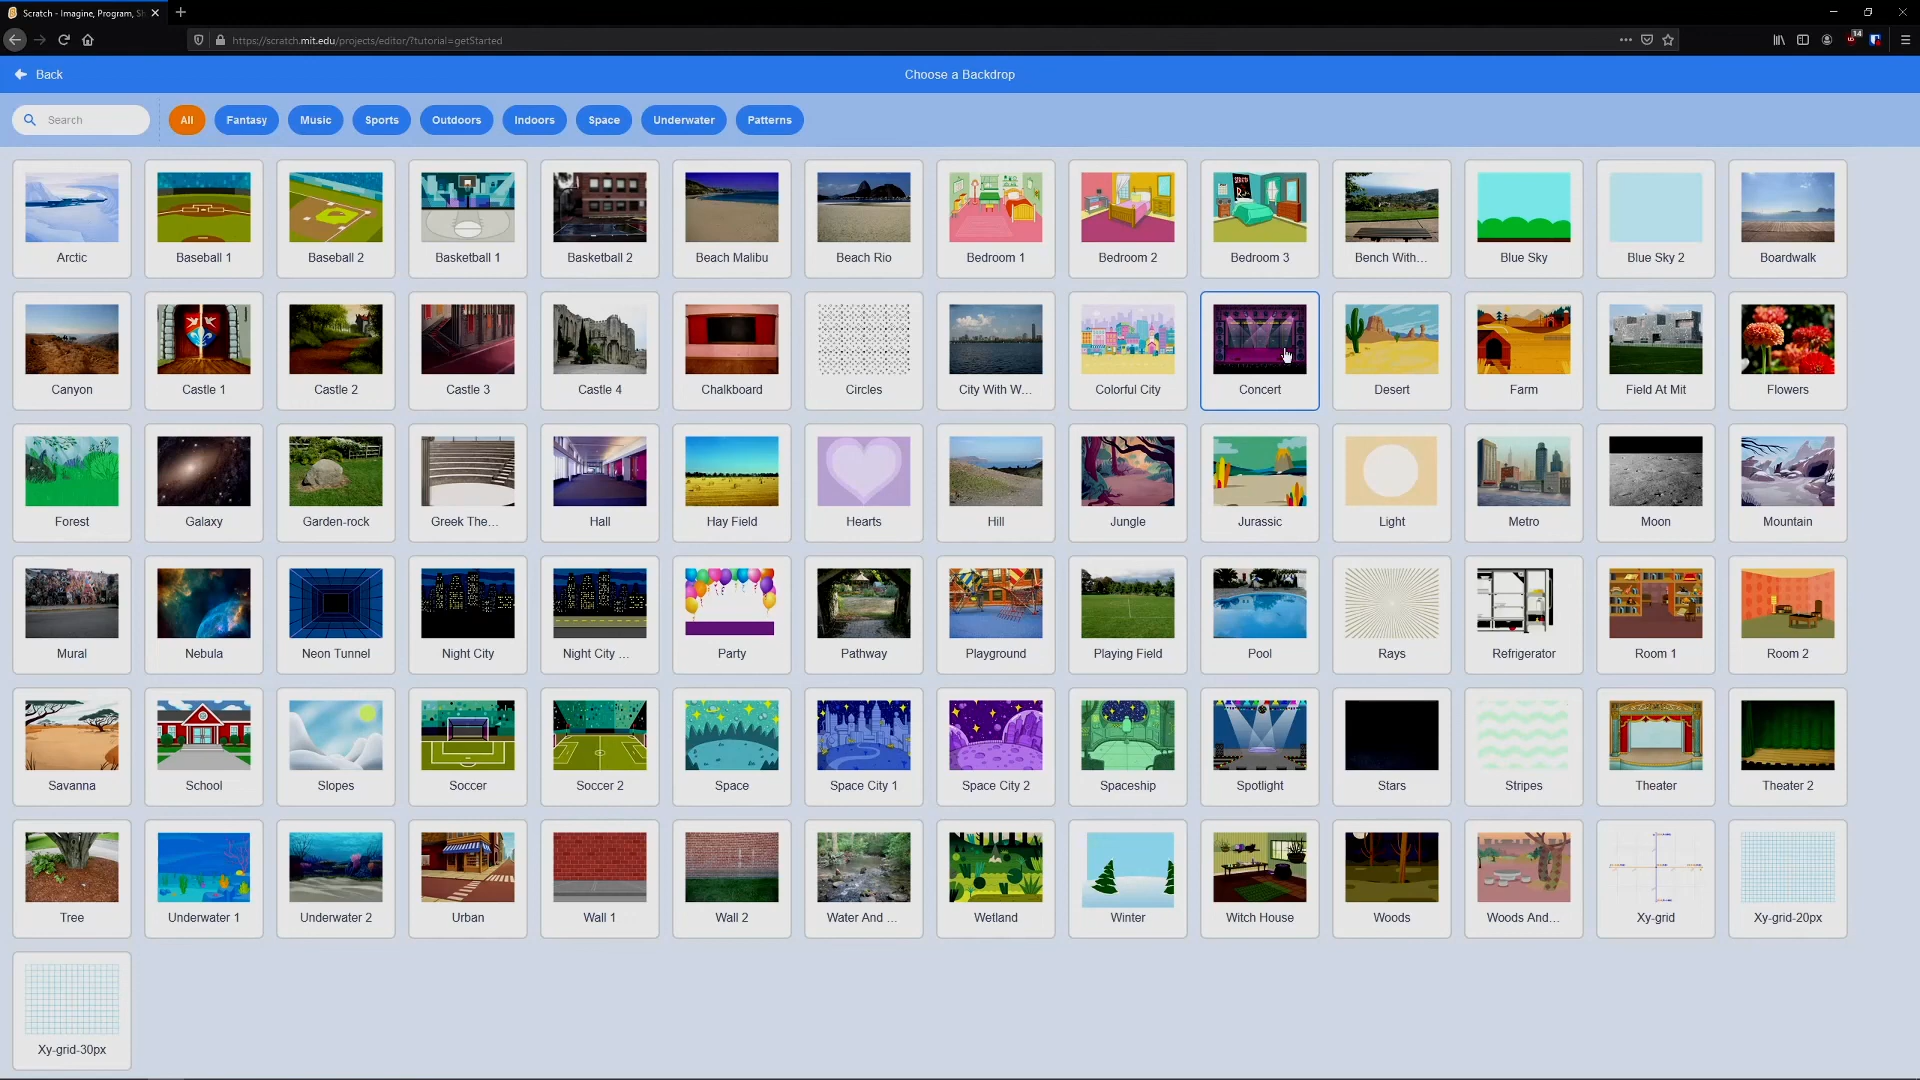 Scratch - Imagine, Program, Sh
https://scratch.mit.edu/projects/editor/?tutorial=getStarted
14
Back
Choose a Backdrop
Search
All
Fantasy
Music
Sports
Outdoors
Indoors
Space
Underwater
Patterns
Arctic
Baseball 1
Baseball 2
Basketball 1
Basketball 2
Beach Malibu
Beach Rio
Bedroom 1
Bedroom 2
Bedroom 3
Bench With...
Blue Sky
Blue Sky 2
Boardwalk
Canyon
Castle 1
Castle 2
Castle 3
Castle 4
Chalkboard
Circles
City With W...
Colorful City
Concert
Desert
Farm
Field At Mit
Flowers
Forest
Galaxy
Garden-rock
Greek The...
Hall
Hay Field
Hearts
Hill
Jungle
Jurassic
Light
Metro
Moon
Mountain
Mural
Nebula
Neon Tunnel
Night City
Night City ...
Party
Pathway
Playground
Playing Field
Pool
Rays
Refrigerator
Room 1
Room 2
Savanna
School
Slopes
Soccer
Soccer 2
Space
Space City 1
Space City 2
Spaceship
Spotlight
Stars
Stripes
Theater
Theater 2
Tree
Underwater 1
Underwater 2
Urban
Wall 1
Wall 2
Water And ...
Wetland
Winter
Witch House
Woods
Woods And...
Xy-grid
Xy-grid-20px
Xy-grid-30px